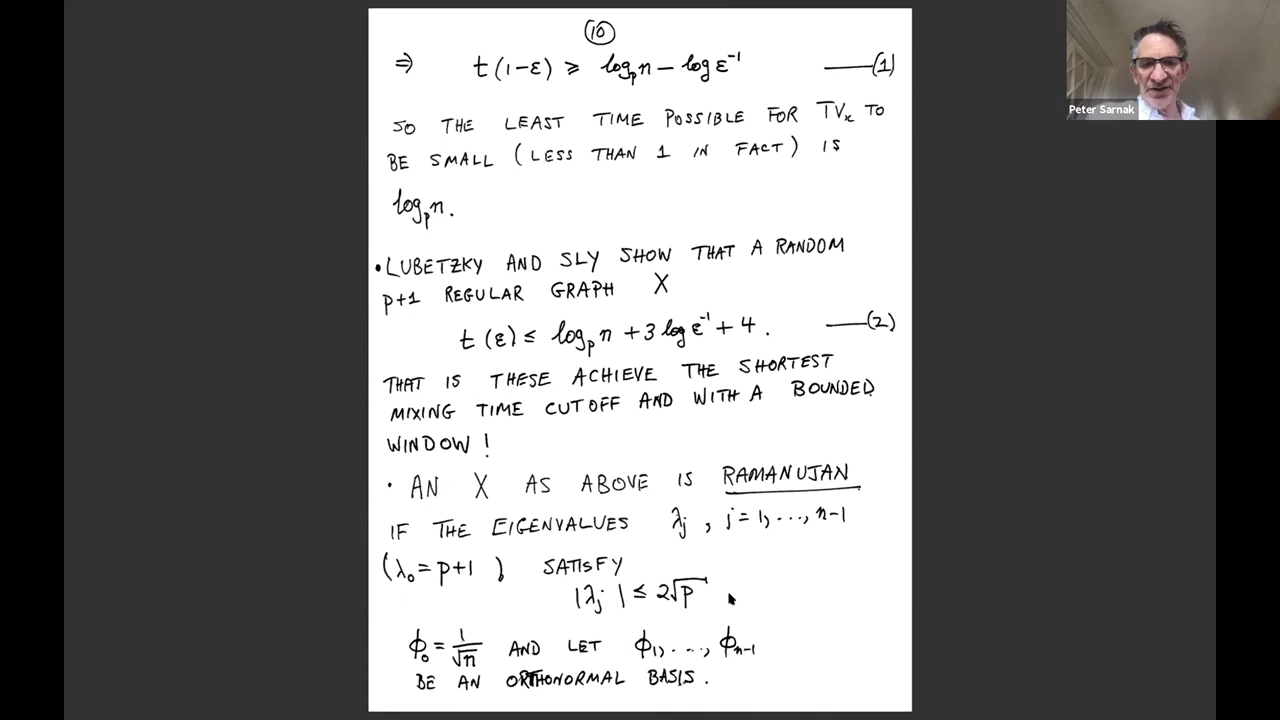 10
⇒ t(1-ε) ≥ log_p n - log ε^{-1} —(1)
SO THE LEAST TIME POSSIBLE FOR TV_x TO
BE SMALL (LESS THAN 1 IN FACT) IS
log_p n.
• LUBETZKY AND SLY SHOW THAT A RANDOM
p+1 REGULAR GRAPH X
t(ε) ≤ log_p n + 3 log ε^{-1} + 4. —(2)
THAT IS THESE ACHIEVE THE SHORTEST
MIXING TIME CUTOFF AND WITH A BOUNDED
WINDOW!
• AN X AS ABOVE IS RAMANUJAN
IF THE EIGENVALUES λ_j, j=1,...,n-1
(λ_0 = p+1) SATISFY
|λ_j| ≤ 2√p
ϕ_0 = 1/√n AND LET ϕ_1,...,ϕ_{n-1}
BE AN ORTHONORMAL BASIS.
Peter Sarnak